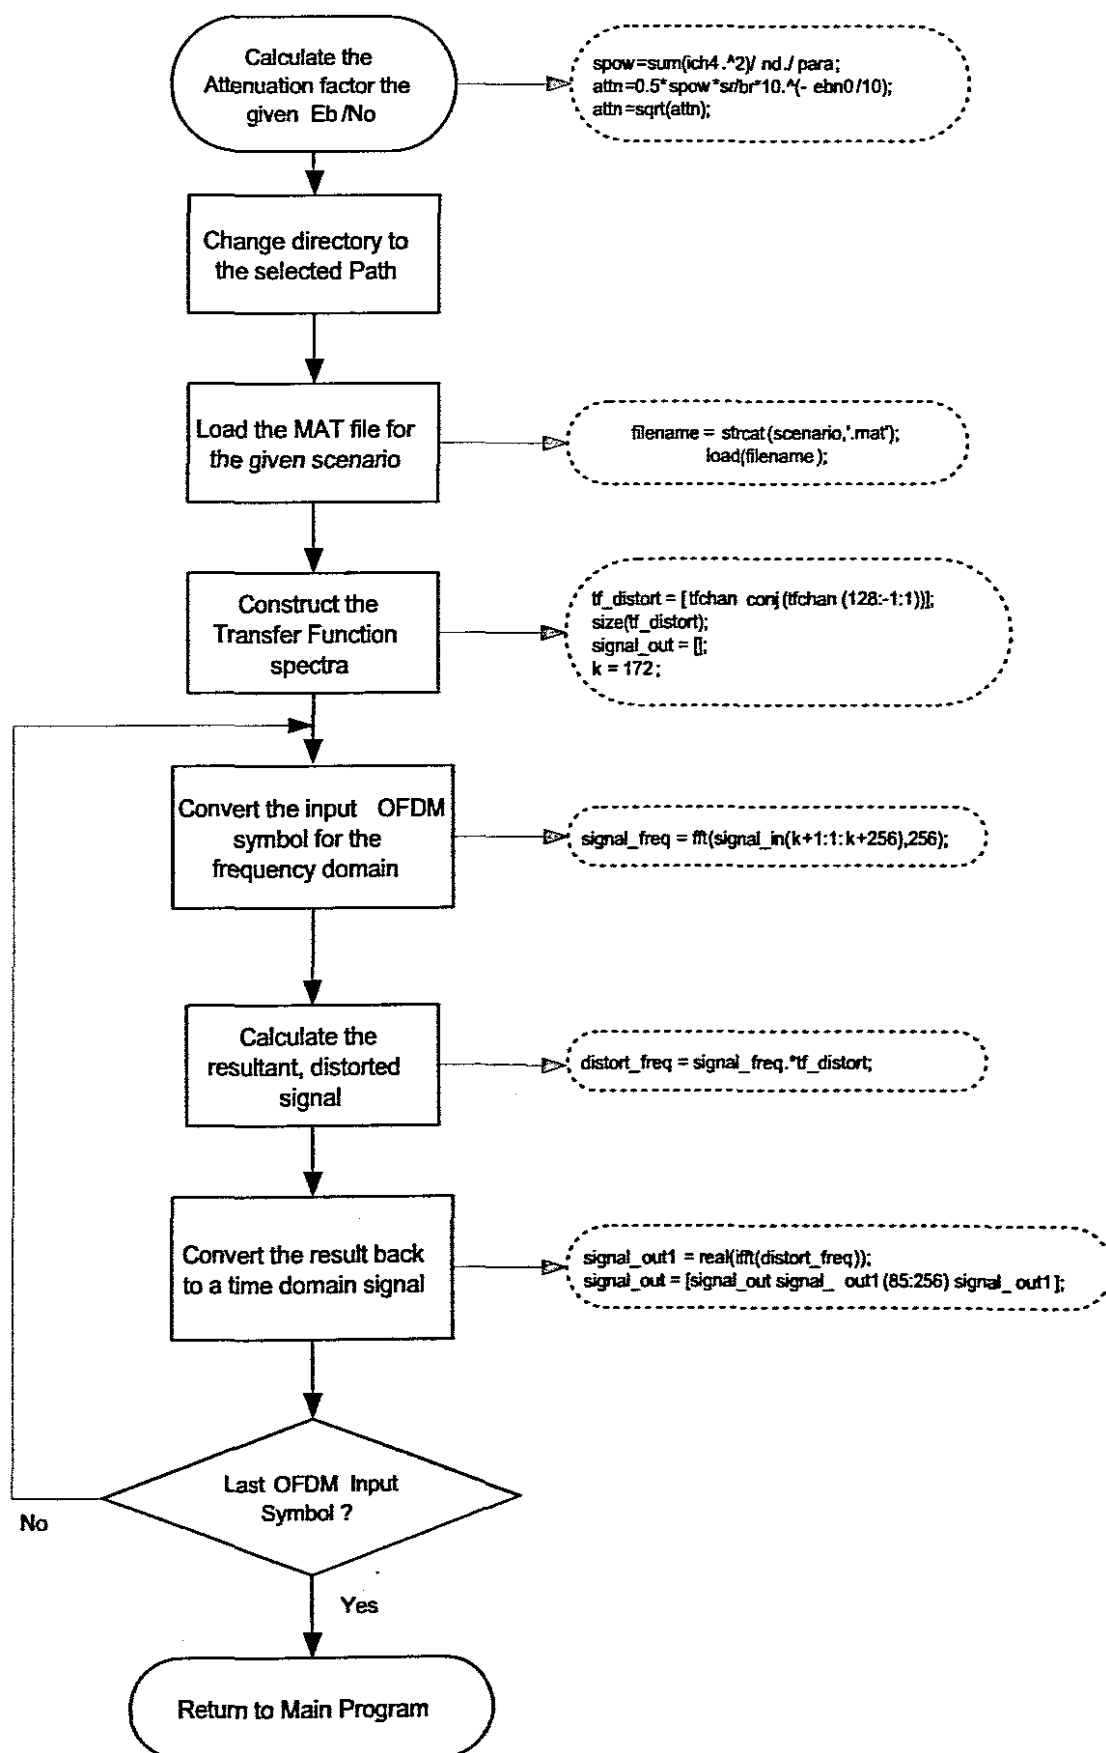 Calculate the
Attenuation factor the
given Eb/No
spow=sum(ich4.^2)/ nd./ para;
attn=0.5*spow*sr/br*10.^(- ebn0/10);
attn=sqrt(attn);
Change directory to
the selected Path
Load the MAT file for
the given scenario
filename = strcat(scenario,'.mat');
load(filename);
Construct the
Transfer Function
spectra
tf_distort = [tfchan conj(tfchan(128:-1:1))];
size(tf_distort);
signal_out = [];
k = 172;
Convert the input OFDM
symbol for the
frequency domain
signal_freq = fft(signal_in(k+1:1:k+256),256);
Calculate the
resultant, distorted
signal
distort_freq = signal_freq.*tf_distort;
Convert the result back
to a time domain signal
signal_out1 = real(ifft(distort_freq));
signal_out = [signal_out signal_ out1(85:256) signal_ out1];
Last OFDM Input
Symbol ?
No
Yes
Return to Main Program